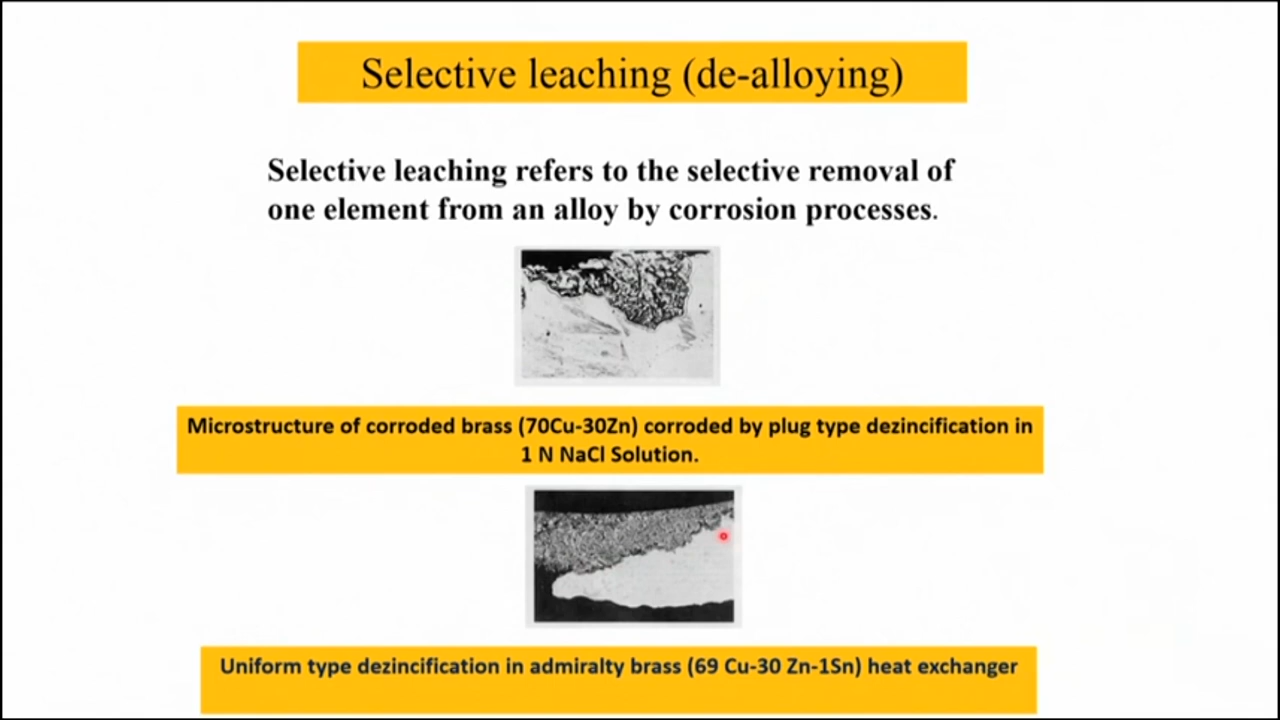 Selective leaching (de-alloying)
Selective leaching refers to the selective removal of
one element from an alloy by corrosion processes.
Microstructure of corroded brass (70Cu-30Zn) corroded by plug type dezincification in
1 N NaCl Solution.
Uniform type dezincification in admiralty brass (69 Cu-30 Zn-1Sn) heat exchanger